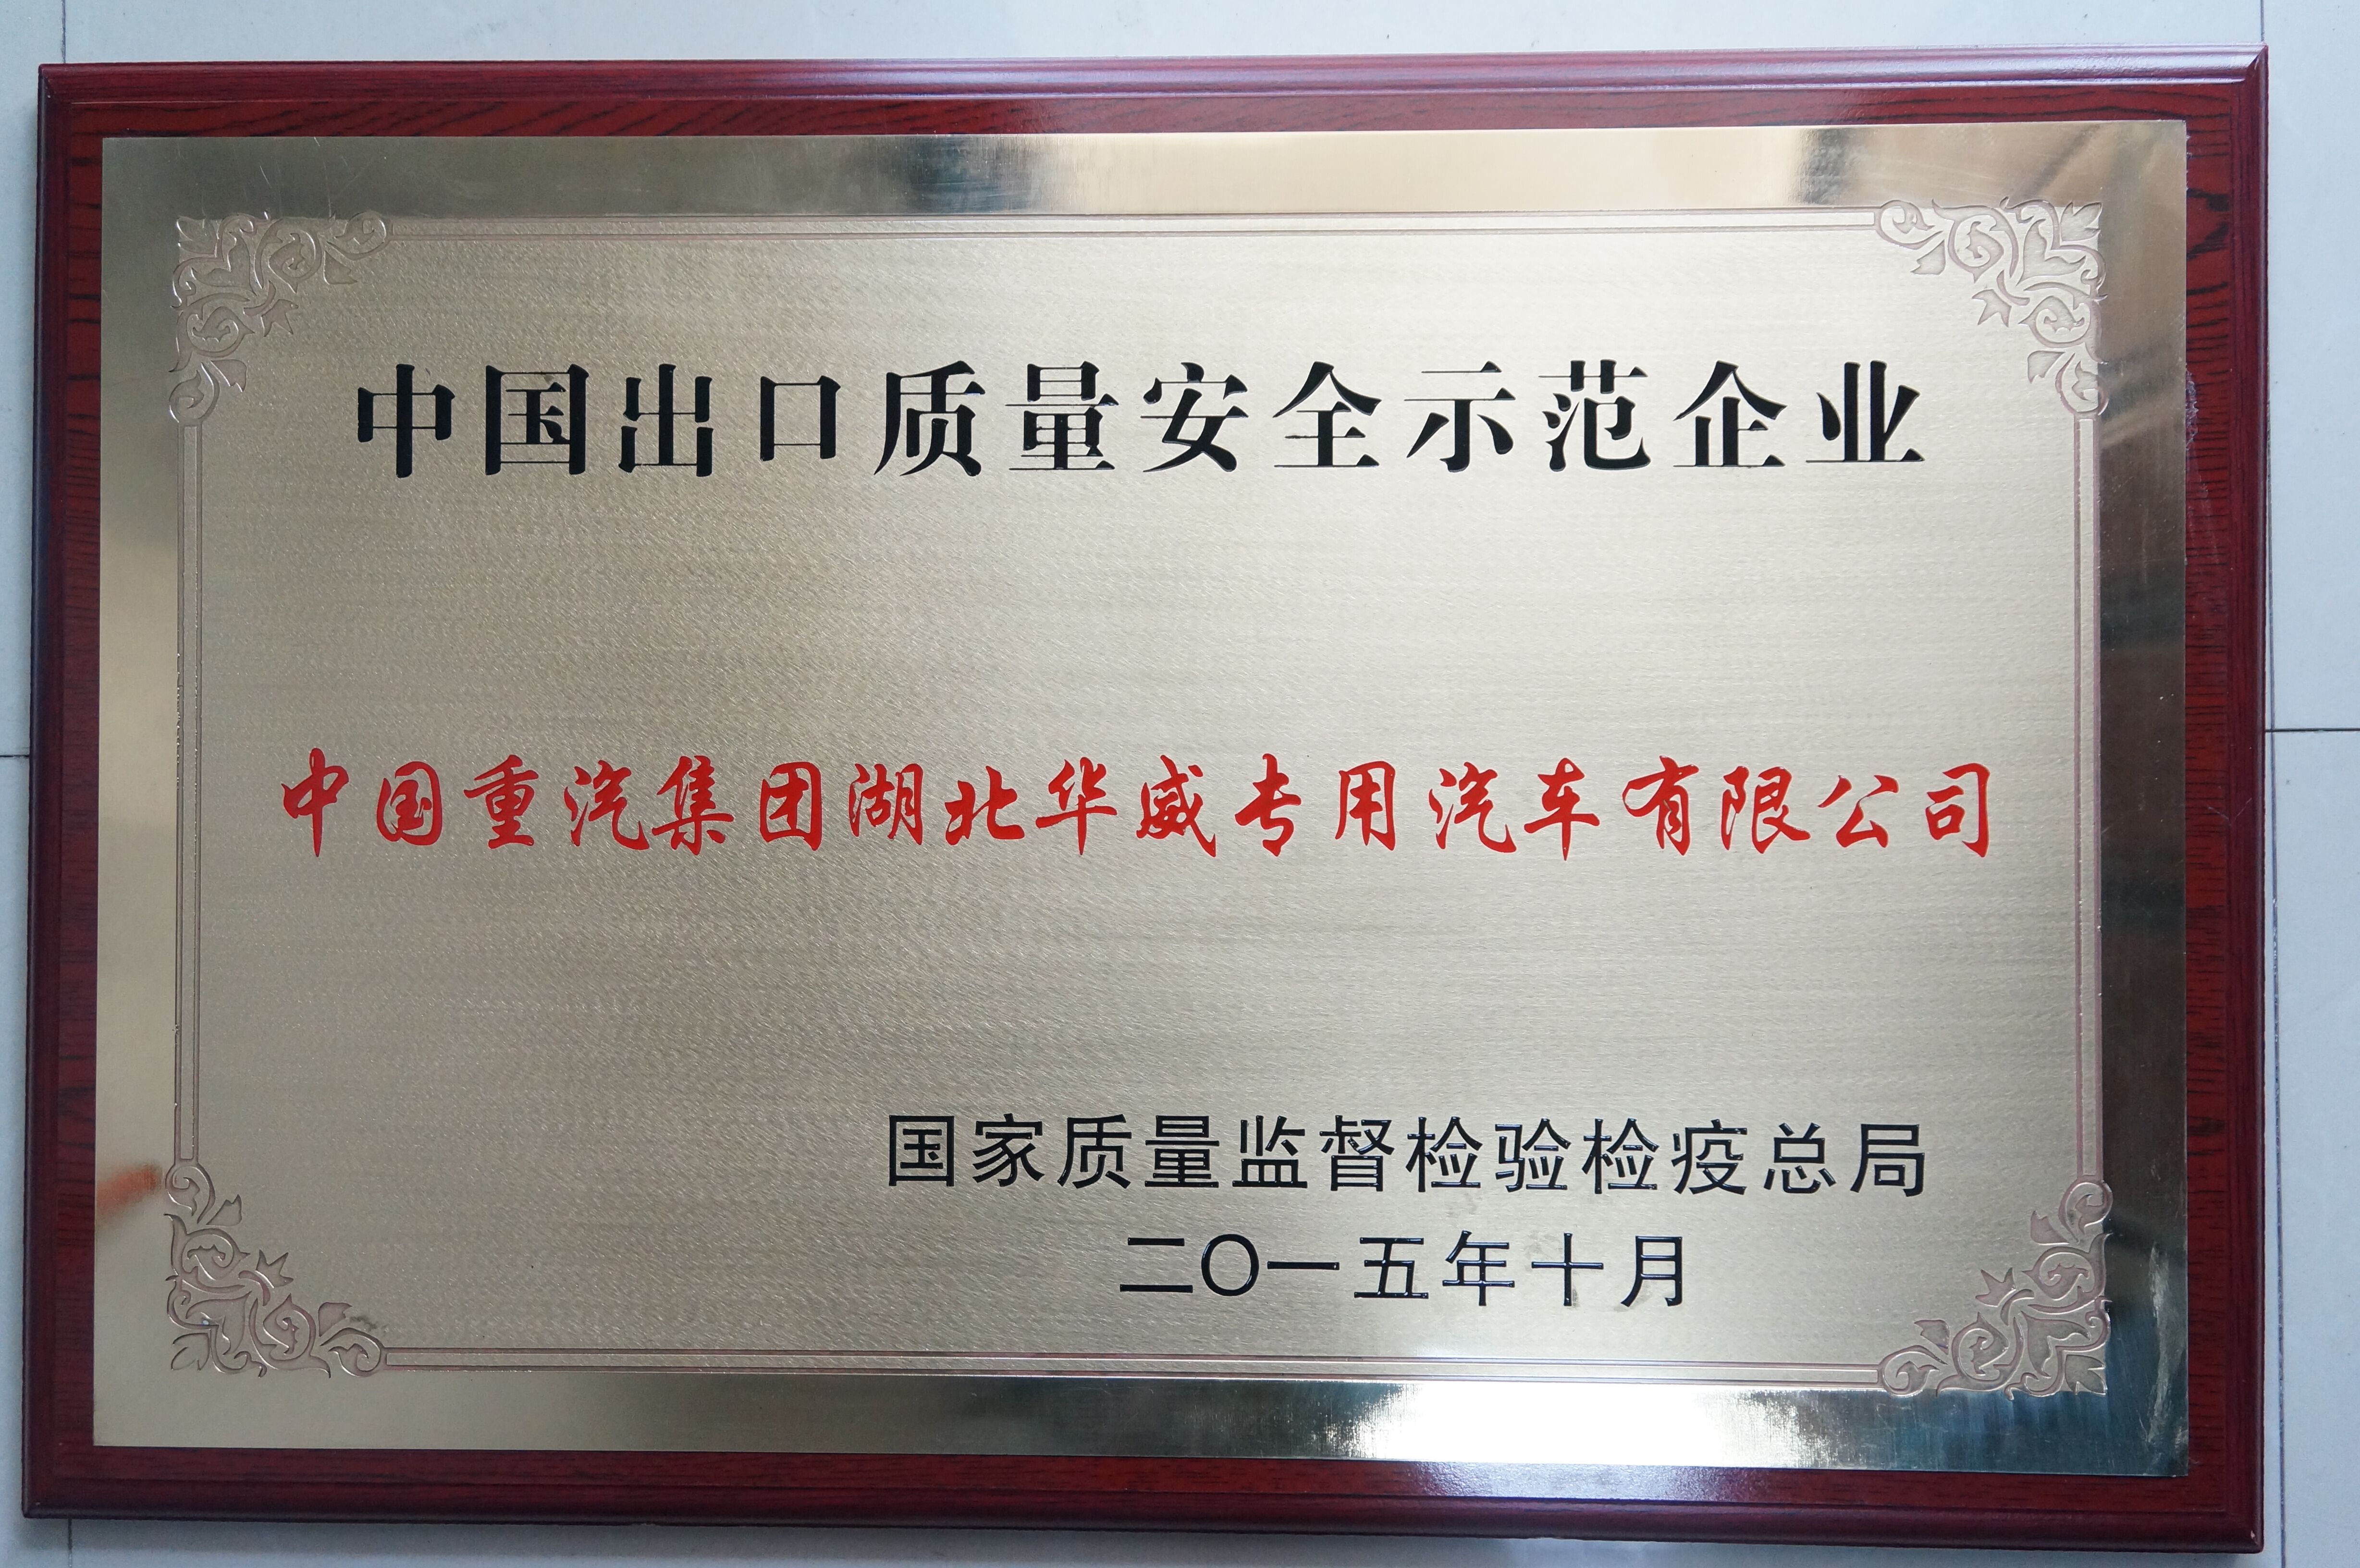 中国出口质量安全示范企业
中国重汽集团湖北华威专用汽车有限公司
国家质量监督检验检疫总局
二〇一五年十月